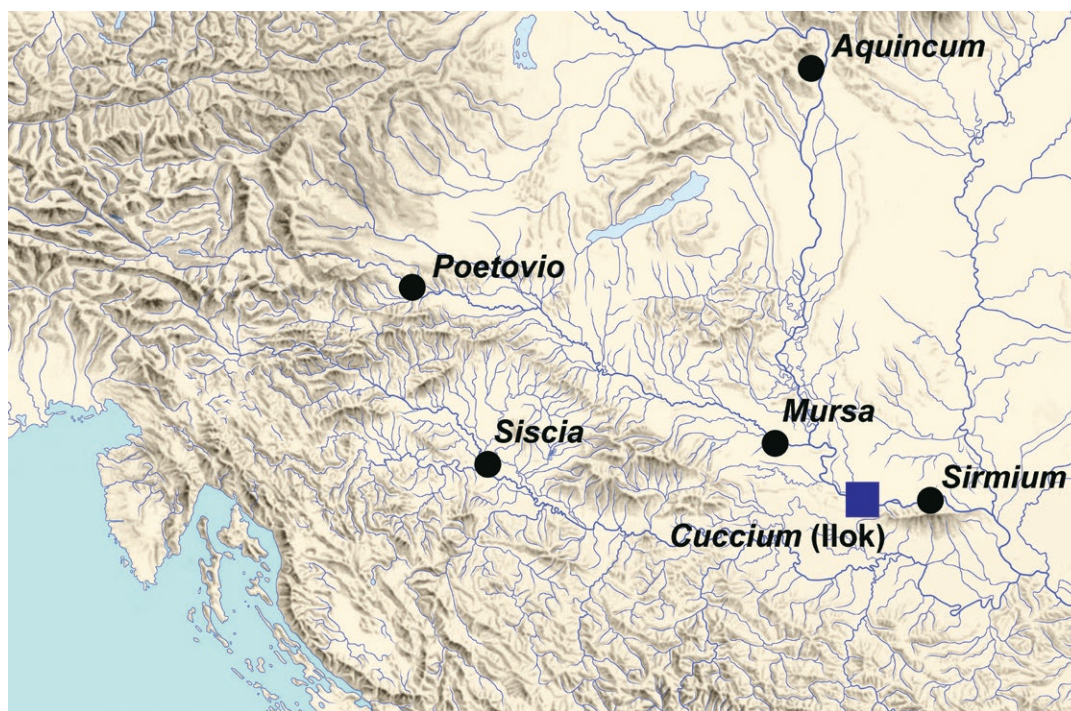 Aquincum
Poetovio
Mursa
Siscia
Sirmium
Cuccium (Ilok)